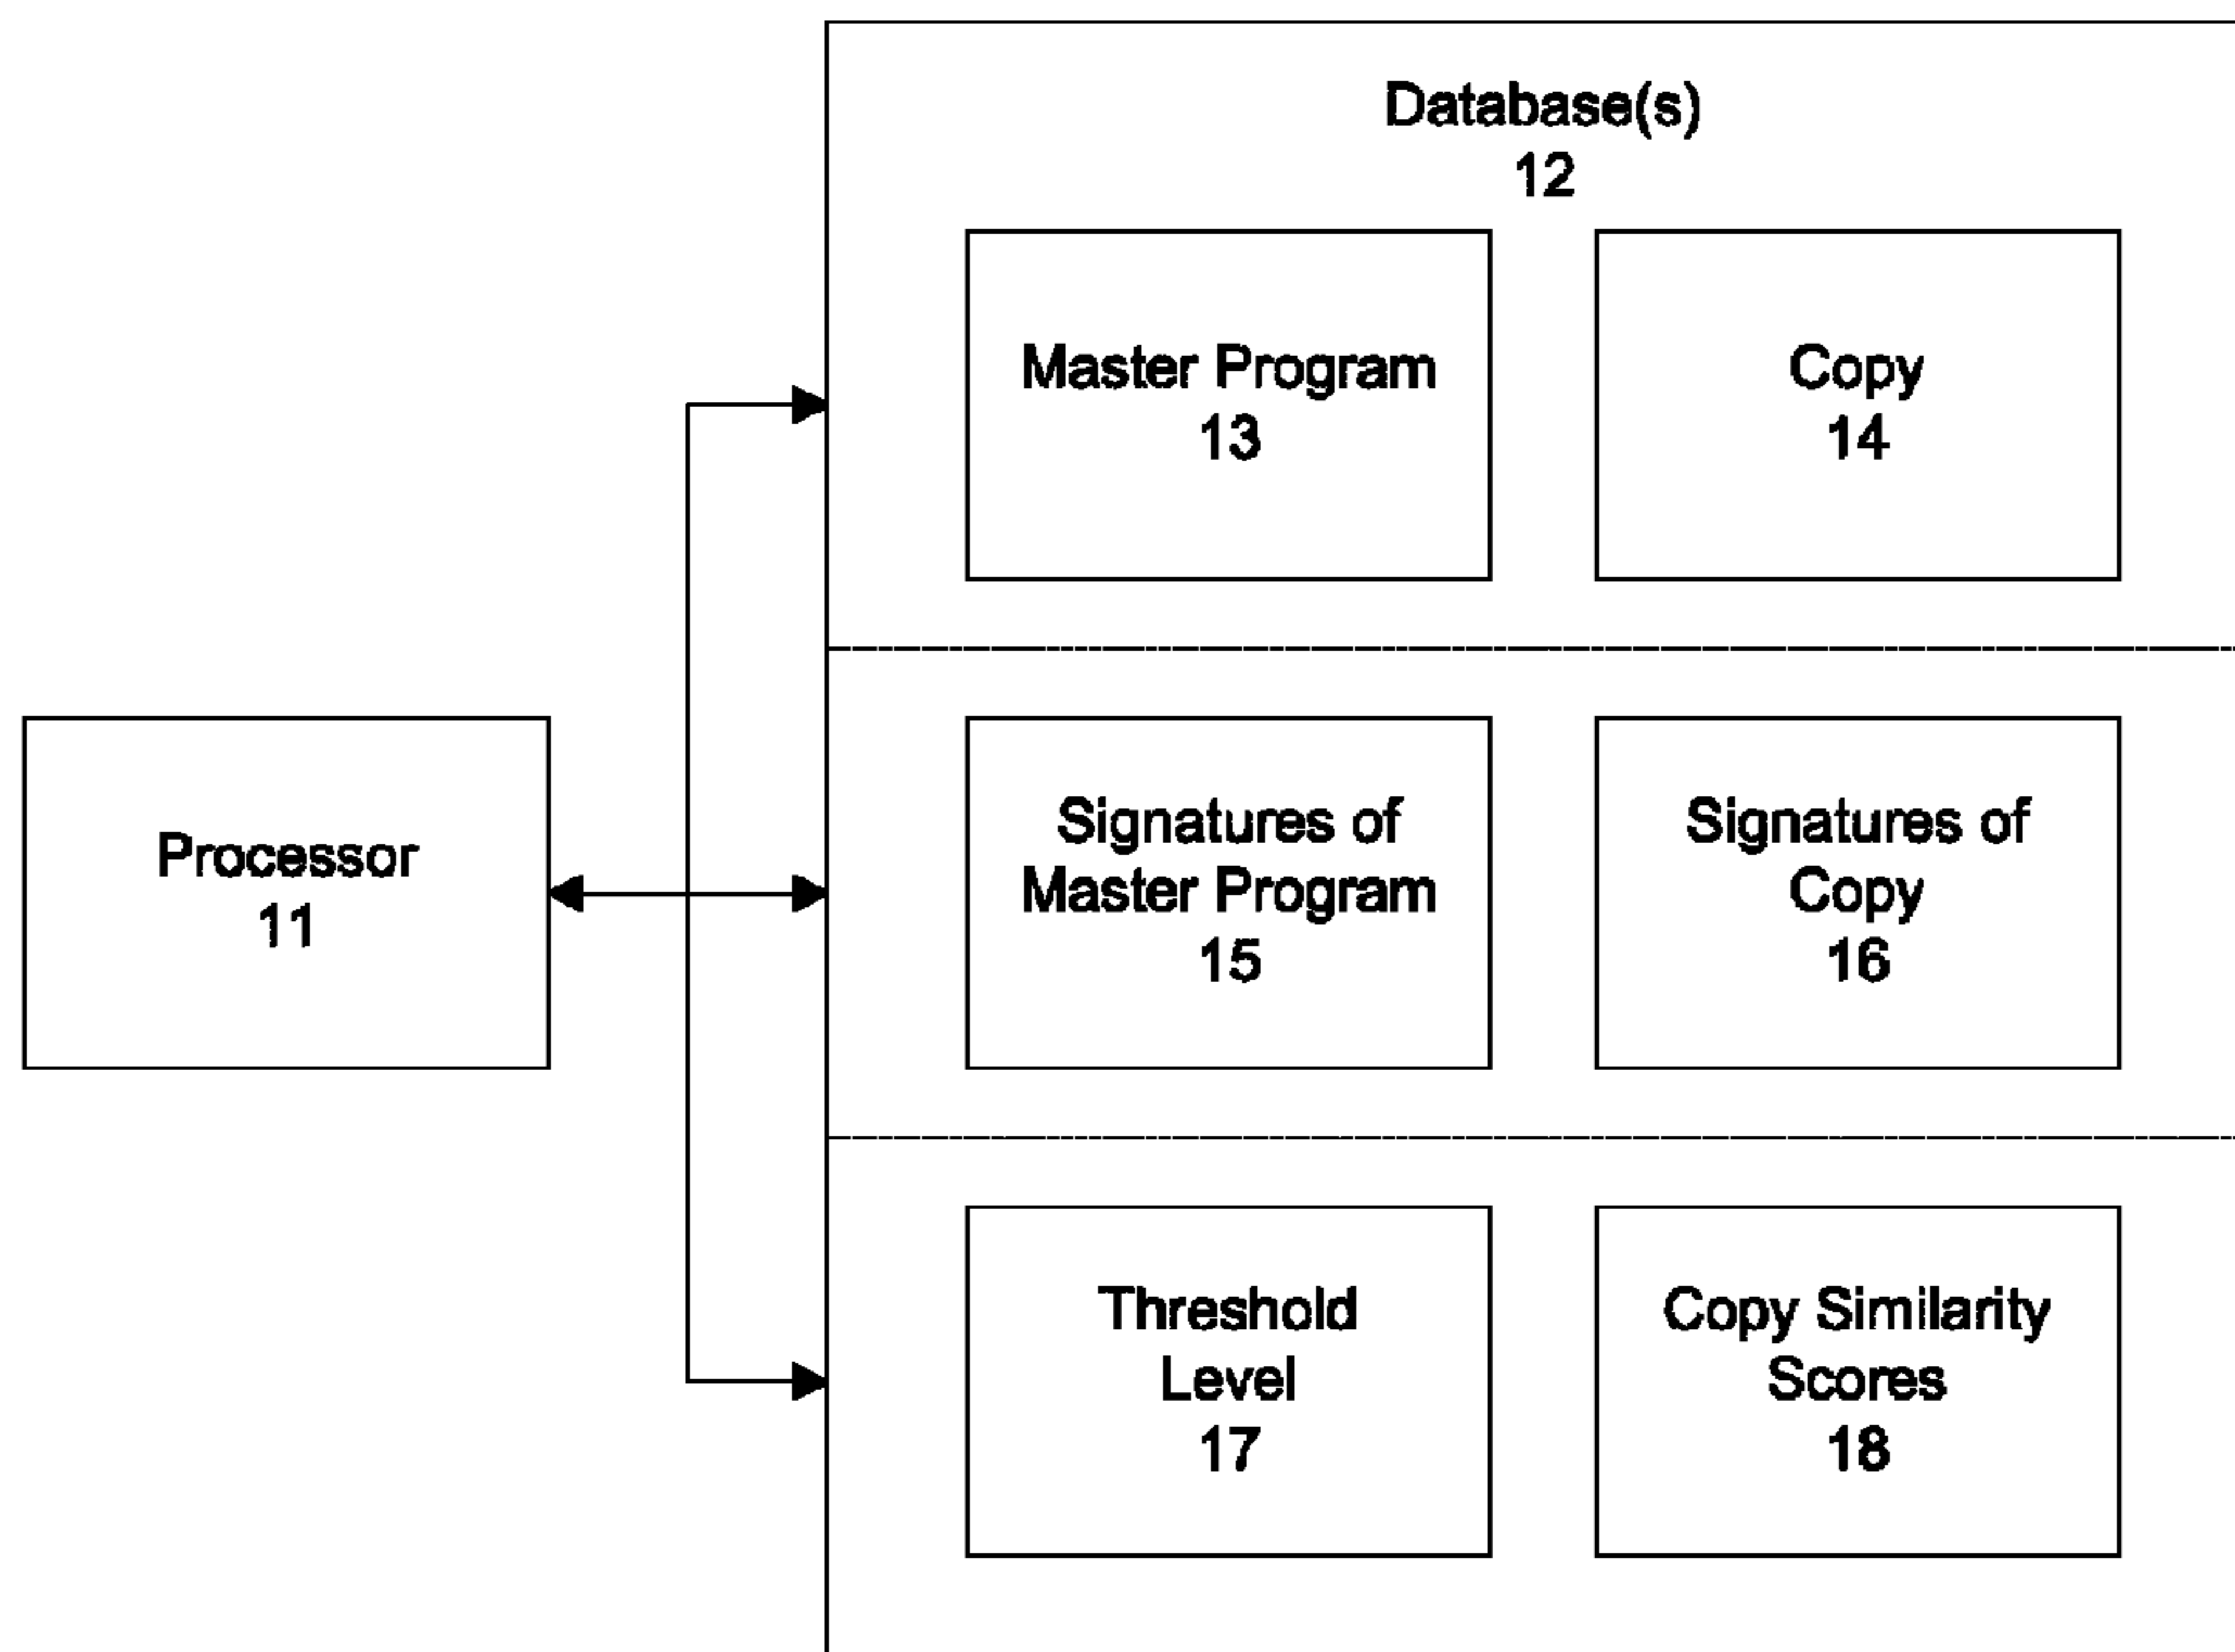 Database(s)
12
Master Program
13
Copy
14
Processor
11
Signatures of
Master Program
15
Signatures of
Copy
16
Threshold
Level
17
Copy Similarity
Scores
18